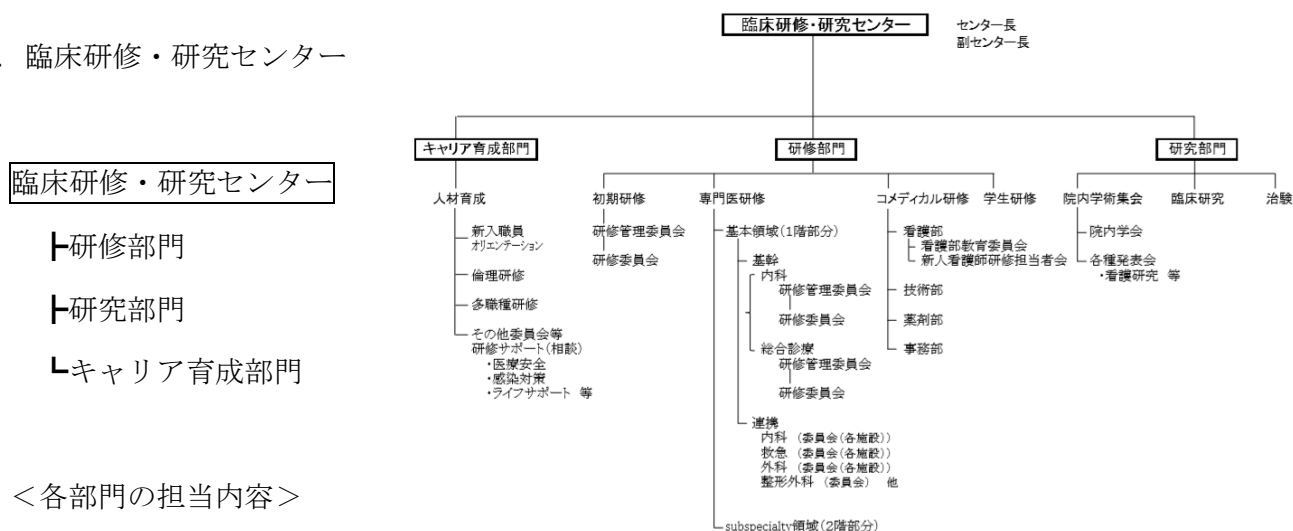 . 臨床研修・研究センター
臨床研修・研究センター
┣研修部門
┣研究部門
┗キャリア育成部門
＜各部門の担当内容＞
臨床研修・研究センター
センター長
副センター長
キャリア育成部門
人材育成
新入職員
オリエンテーション
倫理研修
多職種研修
その他委員会等
研修サポート(相談)
・医療安全
・感染対策
・ライフサポート 等
研修部門
初期研修
研修管理委員会
研修委員会
専門医研修
基本領域(1階部分)
基幹
内科
研修管理委員会
研修委員会
総合診療
研修管理委員会
研修委員会
連携
内科 (委員会(各施設))
救急 (委員会(各施設))
外科 (委員会(各施設))
整形外科 (委員会) 他
subspecialty領域(2階部分)
コメディカル研修
看護部
看護部教育委員会
新人看護師研修担当者会
技術部
薬剤部
事務部
学生研修
研究部門
院内学術集会
院内学会
各種発表会
・看護研究 等
臨床研究
治験